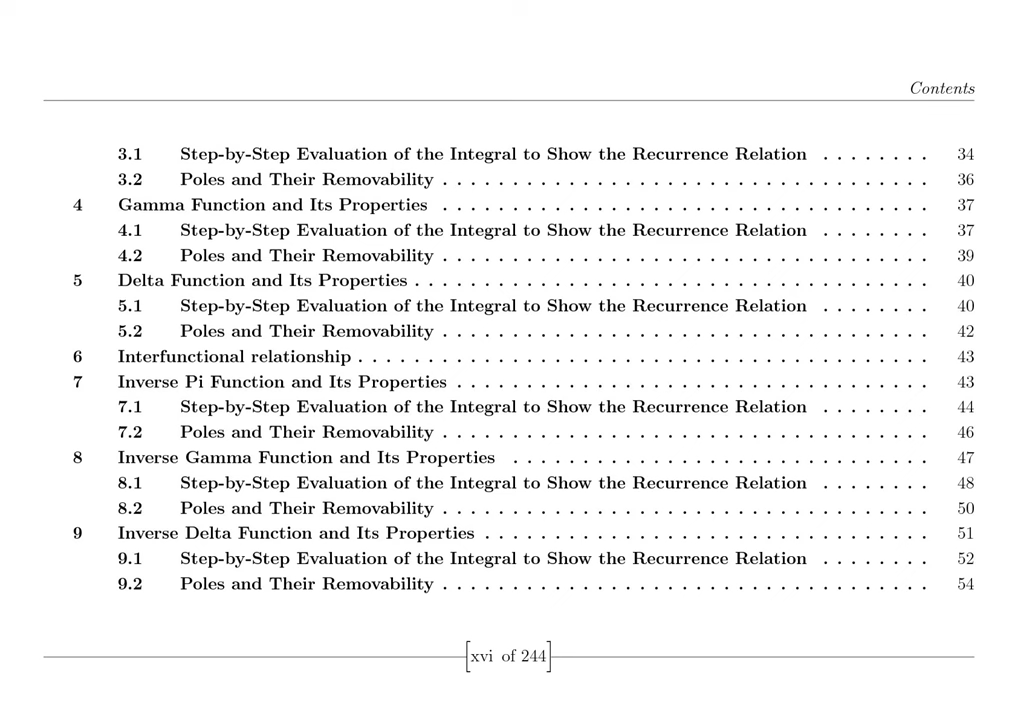 Contents
3.1 Step-by-Step Evaluation of the Integral to Show the Recurrence Relation . . . . . . . . 34
3.2 Poles and Their Removability . . . . . . . . . . . . . . . . . . . . . . . . . . . . . . . . . . . 36
4 Gamma Function and Its Properties . . . . . . . . . . . . . . . . . . . . . . . . . . . . . . . . . . . 37
4.1 Step-by-Step Evaluation of the Integral to Show the Recurrence Relation . . . . . . . . 37
4.2 Poles and Their Removability . . . . . . . . . . . . . . . . . . . . . . . . . . . . . . . . . . . 39
5 Delta Function and Its Properties . . . . . . . . . . . . . . . . . . . . . . . . . . . . . . . . . . . . . 40
5.1 Step-by-Step Evaluation of the Integral to Show the Recurrence Relation . . . . . . . . 40
5.2 Poles and Their Removability . . . . . . . . . . . . . . . . . . . . . . . . . . . . . . . . . . . 42
6 Interfunctional relationship . . . . . . . . . . . . . . . . . . . . . . . . . . . . . . . . . . . . . . . . . 43
7 Inverse Pi Function and Its Properties . . . . . . . . . . . . . . . . . . . . . . . . . . . . . . . . . . 43
7.1 Step-by-Step Evaluation of the Integral to Show the Recurrence Relation . . . . . . . . 44
7.2 Poles and Their Removability . . . . . . . . . . . . . . . . . . . . . . . . . . . . . . . . . . . 46
8 Inverse Gamma Function and Its Properties . . . . . . . . . . . . . . . . . . . . . . . . . . . . . . 47
8.1 Step-by-Step Evaluation of the Integral to Show the Recurrence Relation . . . . . . . . 48
8.2 Poles and Their Removability . . . . . . . . . . . . . . . . . . . . . . . . . . . . . . . . . . . 50
9 Inverse Delta Function and Its Properties . . . . . . . . . . . . . . . . . . . . . . . . . . . . . . . . 51
9.1 Step-by-Step Evaluation of the Integral to Show the Recurrence Relation . . . . . . . . 52
9.2 Poles and Their Removability . . . . . . . . . . . . . . . . . . . . . . . . . . . . . . . . . . . 54
[xvi of 244]